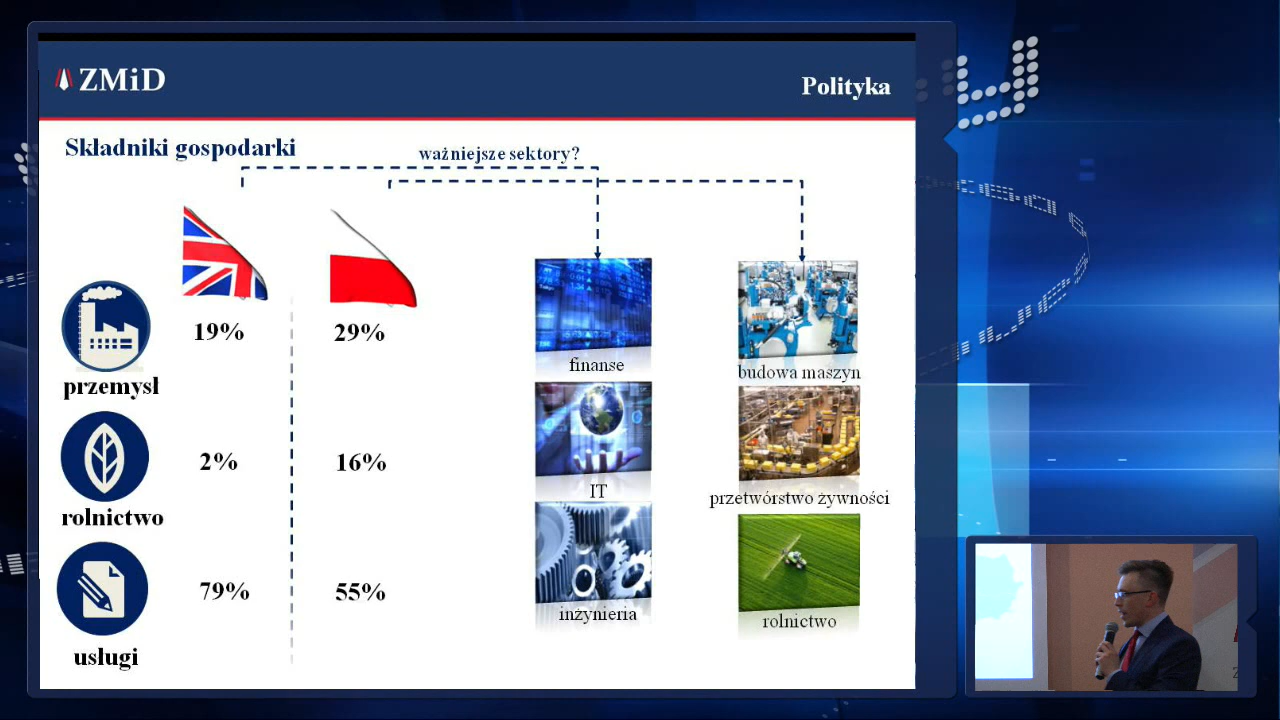 ZMiD
Polityka
Składniki gospodarki
ważniejsze sektory?
19%
29%
przemysł
2%
16%
rolnictwo
79%
55%
usługi
finanse
budowa maszyn
IT
przetwórstwo żywności
inżynieria
rolnictwo